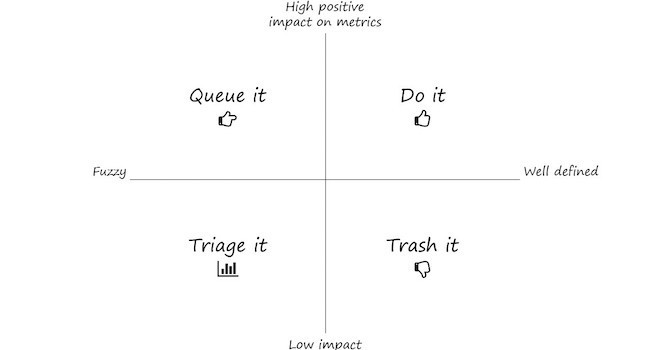 High positive
impact on metrics
Queue it
Do it
Fuzzy
Well defined
Triage it
Trash it
Low impact